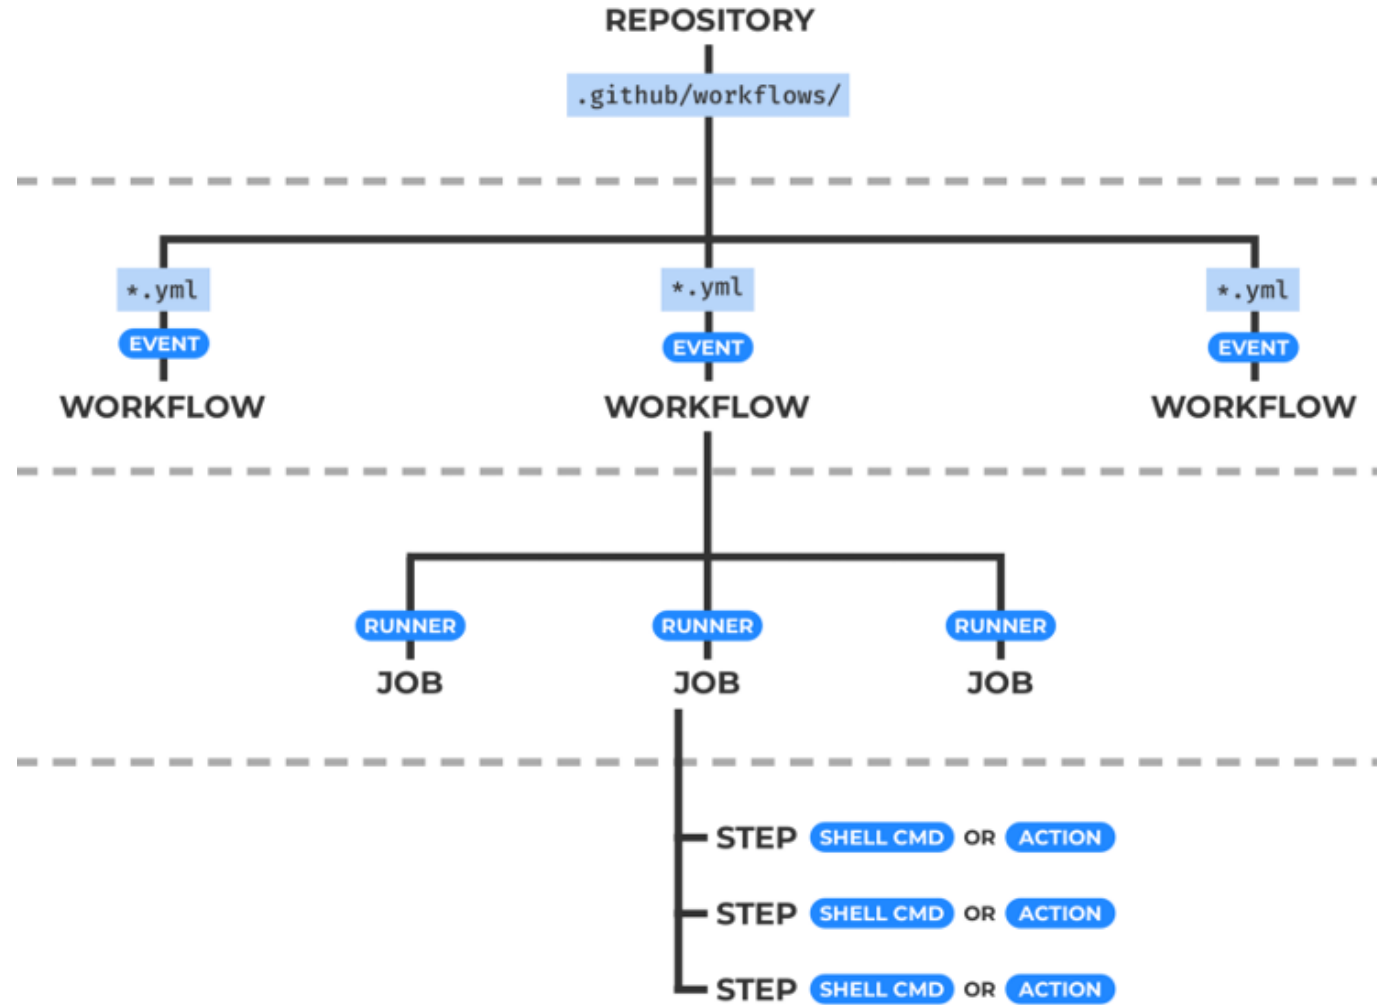 REPOSITORY
.github/workflows/
*.yml *.yml *.yml
EVENT EVENT EVENT
WORKFLOW WORKFLOW WORKFLOW
RUNNER RUNNER RUNNER
JOB JOB JOB
STEP SHELL CMD OR ACTION
STEP SHELL CMD OR ACTION
STEP SHELL CMD OR ACTION